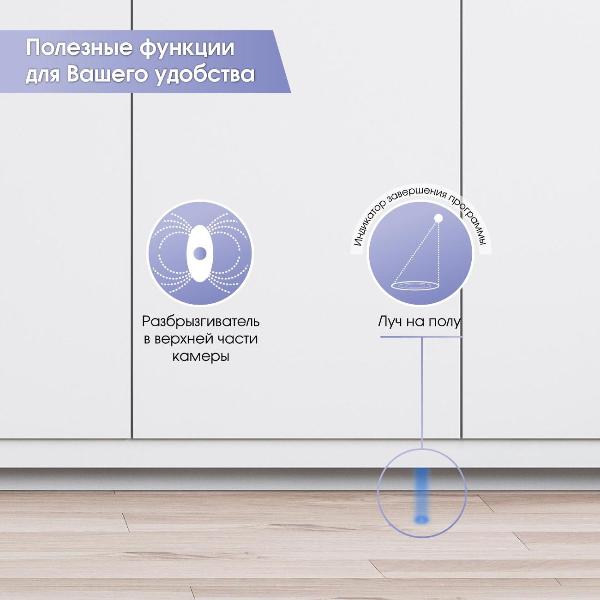 Полезные функции
для Вашего удобства
Индикатор завершения программы
Разбрызгиватель
в верхней части
камеры
Луч на полу